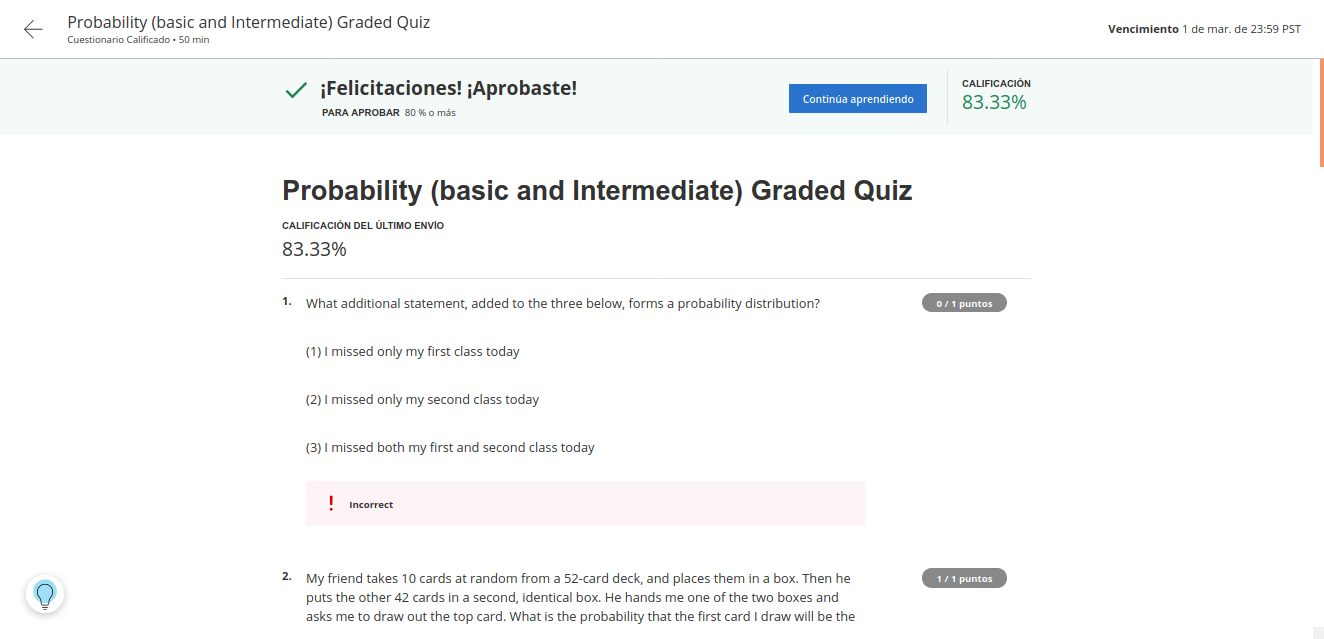 Probability (basic and Intermediate) Graded Quiz
Cuestionario Calificado • 50 min
Vencimiento 1 de mar. de 23:59 PST
¡Felicitaciones! ¡Aprobaste!
PARA APROBAR 80 % o más
Continúa aprendiendo
CALIFICACIÓN
83.33%
Probability (basic and Intermediate) Graded Quiz
CALIFICACIÓN DEL ÚLTIMO ENVÍO
83.33%
1. What additional statement, added to the three below, forms a probability distribution?
0 / 1 puntos
(1) I missed only my first class today
(2) I missed only my second class today
(3) I missed both my first and second class today
! Incorrect
2. My friend takes 10 cards at random from a 52-card deck, and places them in a box. Then he
1 / 1 puntos
puts the other 42 cards in a second, identical box. He hands me one of the two boxes and
asks me to draw out the top card. What is the probability that the first card I draw will be the